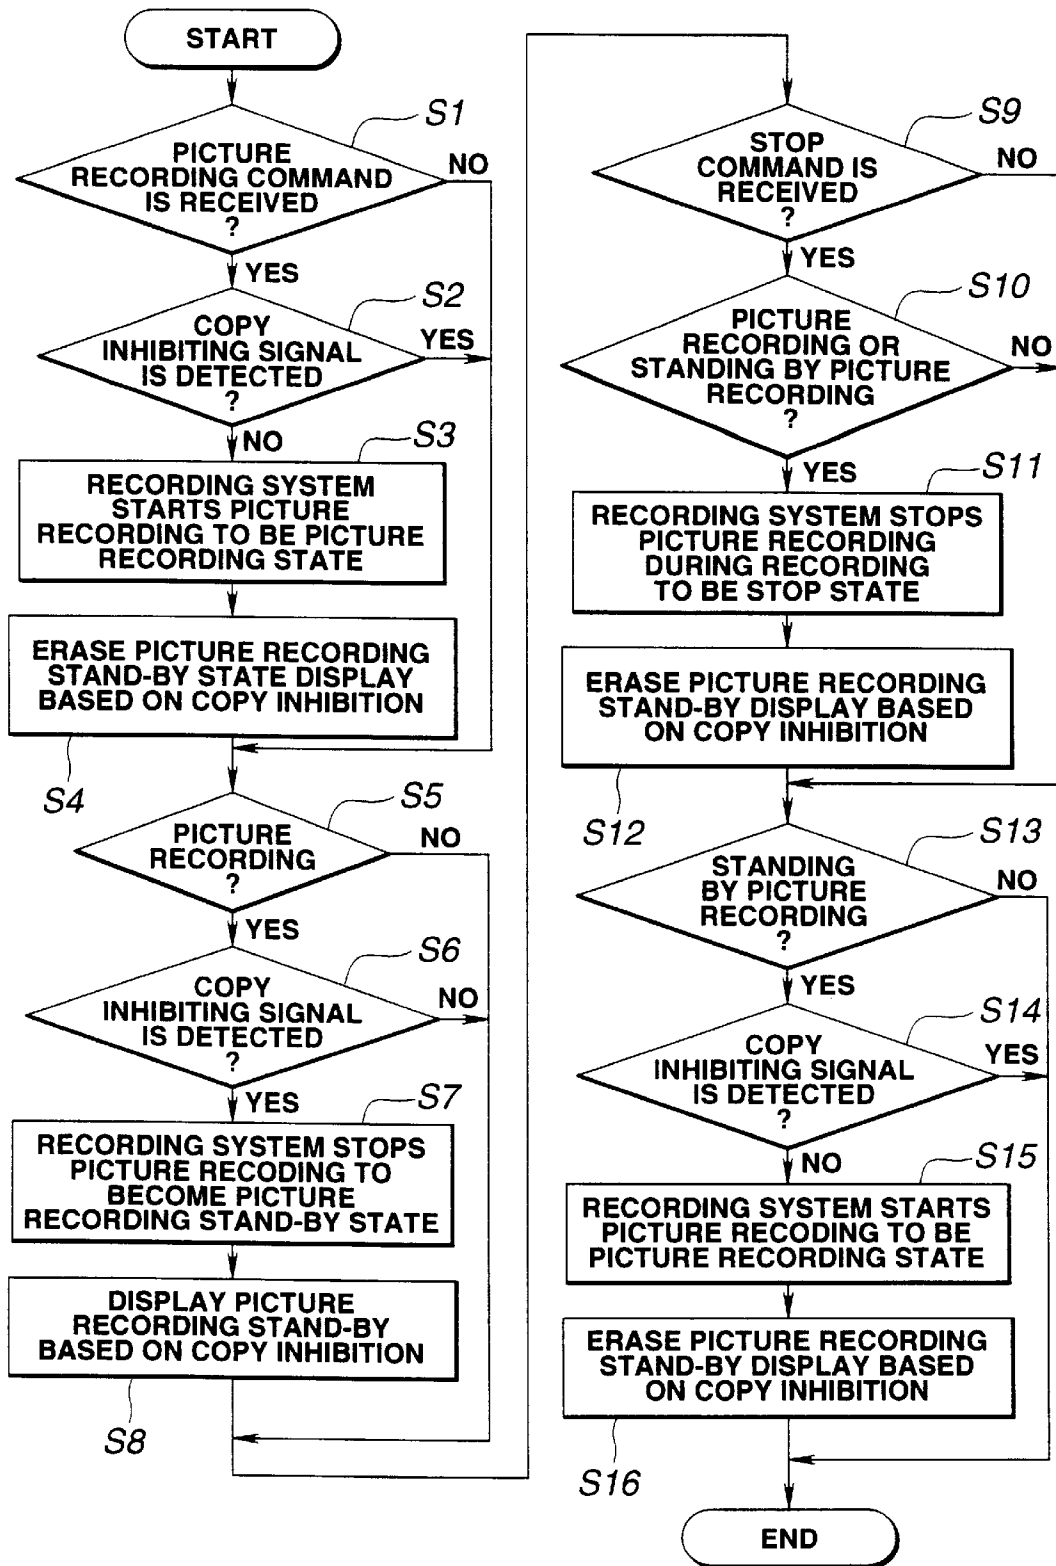 START
S1
PICTURE
RECORDING COMMAND
IS RECEIVED
?
NO
YES
S2
COPY
INHIBITING SIGNAL
IS DETECTED
?
YES
NO
S3
RECORDING SYSTEM
STARTS PICTURE
RECORDING TO BE PICTURE
RECORDING STATE
ERASE PICTURE RECORDING
STAND-BY STATE DISPLAY
BASED ON COPY INHIBITION
S4
S5
PICTURE
RECORDING
?
NO
YES
S6
COPY
INHIBITING SIGNAL
IS DETECTED
?
NO
YES
S7
RECORDING SYSTEM STOPS
PICTURE RECODING TO
BECOME PICTURE
RECORDING STAND-BY STATE
DISPLAY PICTURE
RECORDING STAND-BY
BASED ON COPY INHIBITION
S8
S9
STOP
COMMAND IS
RECEIVED
?
NO
YES
S10
PICTURE
RECORDING OR
STANDING BY PICTURE
RECORDING
?
NO
YES
S11
RECORDING SYSTEM STOPS
PICTURE RECORDING
DURING RECORDING
TO BE STOP STATE
ERASE PICTURE RECORDING
STAND-BY DISPLAY BASED
ON COPY INHIBITION
S12
S13
STANDING
BY PICTURE
RECORDING
?
NO
YES
S14
COPY
INHIBITING SIGNAL
IS DETECTED
?
YES
NO
S15
RECORDING SYSTEM STARTS
PICTURE RECODING TO BE
PICTURE RECORDING STATE
ERASE PICTURE RECORDING
STAND-BY DISPLAY BASED
ON COPY INHIBITION
S16
END